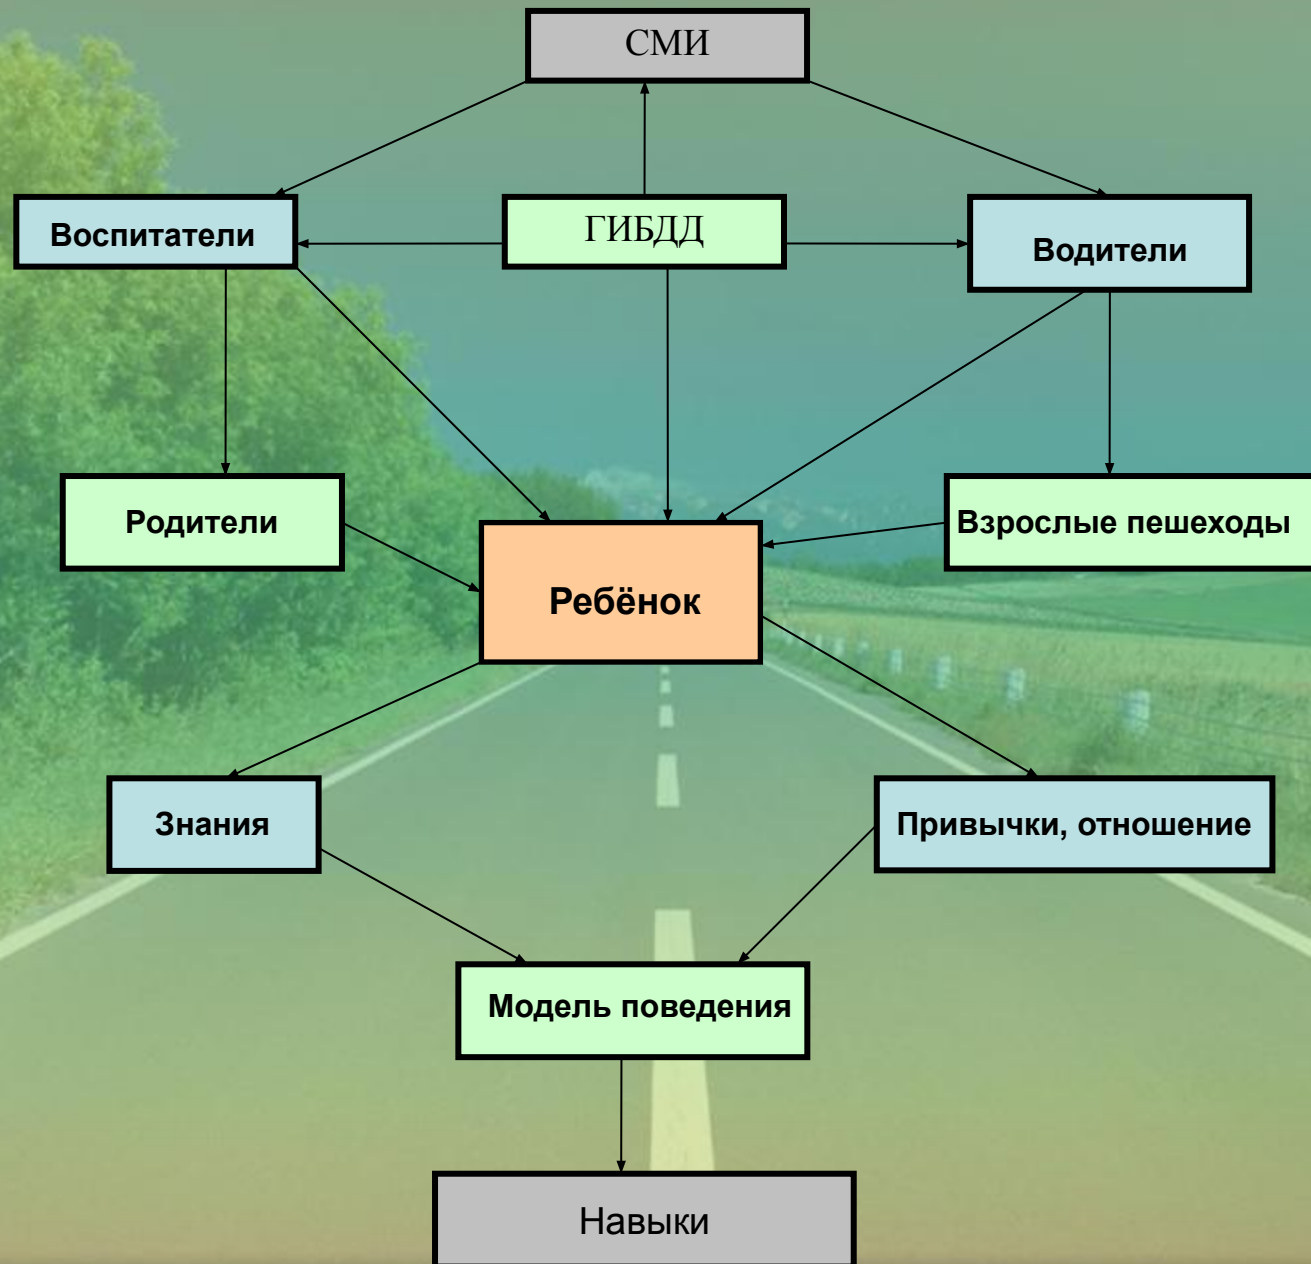 СМИ
Воспитатели
ГИБДД
Водители
Родители
Взрослые пешеходы
Ребёнок
Знания
Привычки, отношение
Модель поведения
Навыки